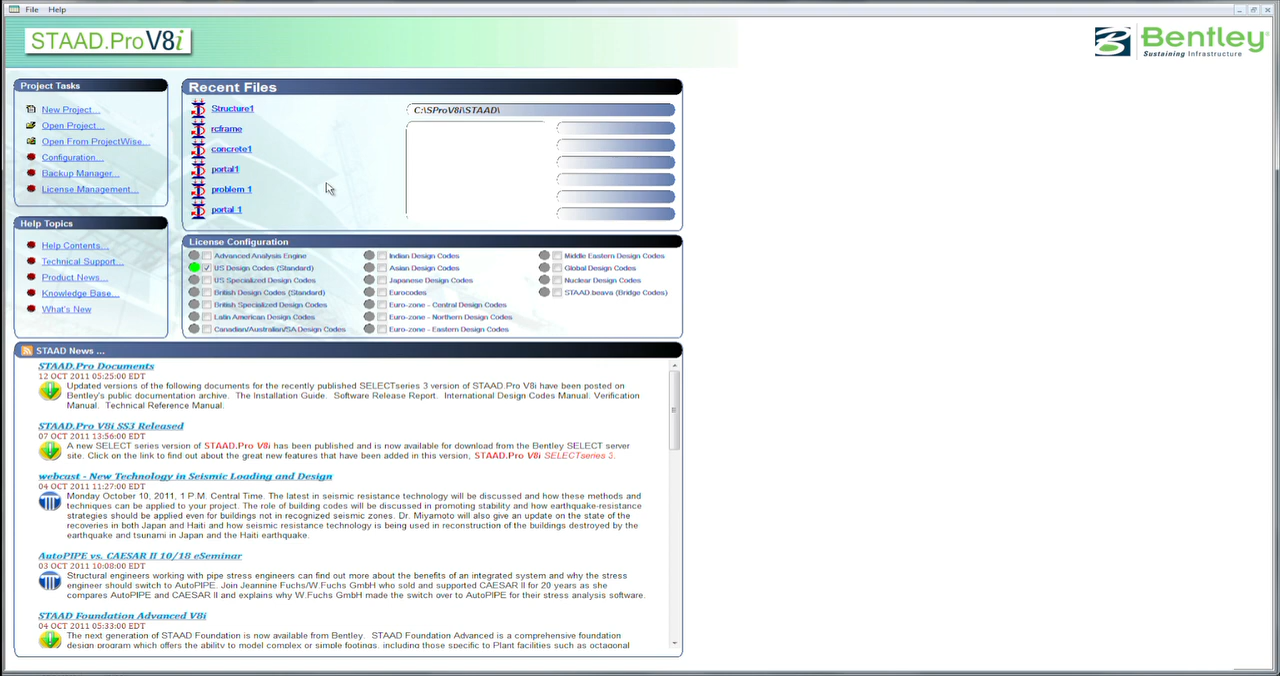 File Help
STAAD.Pro V8i
Bentley
Sustaining Infrastructure
Project Tasks
New Project...
Open Project...
Open From ProjectWise...
Configuration...
Backup Manager...
License Management...
Help Topics
Help Contents...
Technical Support...
Product News...
Knowledge Base...
What's New
Recent Files
Structure1
rcframe
concrete1
portal1
problem 1
portal 1
C:\SProV8i\STAAD\
License Configuration
Advanced Analysis Engine
US Design Codes (Standard)
US Specialized Design Codes
British Design Codes (Standard)
British Specialized Design Codes
Latin American Design Codes
Canadian/Australian/SA Design Codes
Indian Design Codes
Asian Design Codes
Japanese Design Codes
Eurocodes
Euro-zone - Central Design Codes
Euro-zone - Northern Design Codes
Euro-zone - Eastern Design Codes
Middle Eastern Design Codes
Global Design Codes
Nuclear Design Codes
STAAD.beava (Bridge Codes)
STAAD News ...
STAAD.Pro Documents
12 OCT 2011 05:25:00 EDT
Updated versions of the following documents for the recently published SELECTseries 3 version of STAAD.Pro V8i have been posted on
Bentley's public documentation archive. The Installation Guide. Software Release Report. International Design Codes Manual. Verification
Manual. Technical Reference Manual.
STAAD.Pro V8i SS3 Released
07 OCT 2011 13:56:00 EDT
A new SELECT series version of STAAD.Pro V8i has been published and is now available for download from the Bentley SELECT server
site. Click on the link to find out about the great new features that have been added in this version, STAAD.Pro V8i SELECTseries 3.
webcast - New Technology in Seismic Loading and Design
04 OCT 2011 11:27:00 EDT
Monday October 10, 2011, 1 P.M. Central Time. The latest in seismic resistance technology will be discussed and how these methods and
techniques can be applied to your project. The role of building codes will be discussed in promoting stability and how earthquake-resistance
strategies should be applied even for buildings not in recognized seismic zones. Dr. Miyamoto will also give an update on the state of the
recoveries in both Japan and Haiti and how seismic resistance technology is being used in reconstruction of the buildings destroyed by the
earthquake and tsunami in Japan and the Haiti earthquake.
AutoPIPE vs. CAESAR II 10/18 eSeminar
03 OCT 2011 10:08:00 EDT
Structural engineers working with pipe stress engineers can find out more about the benefits of an integrated system and why the stress
engineer should switch to AutoPIPE. Join Jeannine Fuchs/W.Fuchs GmbH who sold and supported CAESAR II for 20 years as she
compares AutoPIPE and CAESAR II and explains why W.Fuchs GmbH made the switch over to AutoPIPE for their stress analysis software.
STAAD Foundation Advanced V8i
04 OCT 2011 05:33:00 EDT
The next generation of STAAD Foundation is now available from Bentley. STAAD Foundation Advanced is a comprehensive foundation
design program which offers the ability to model complex or simple footings, including those specific to Plant facilities such as octagonal